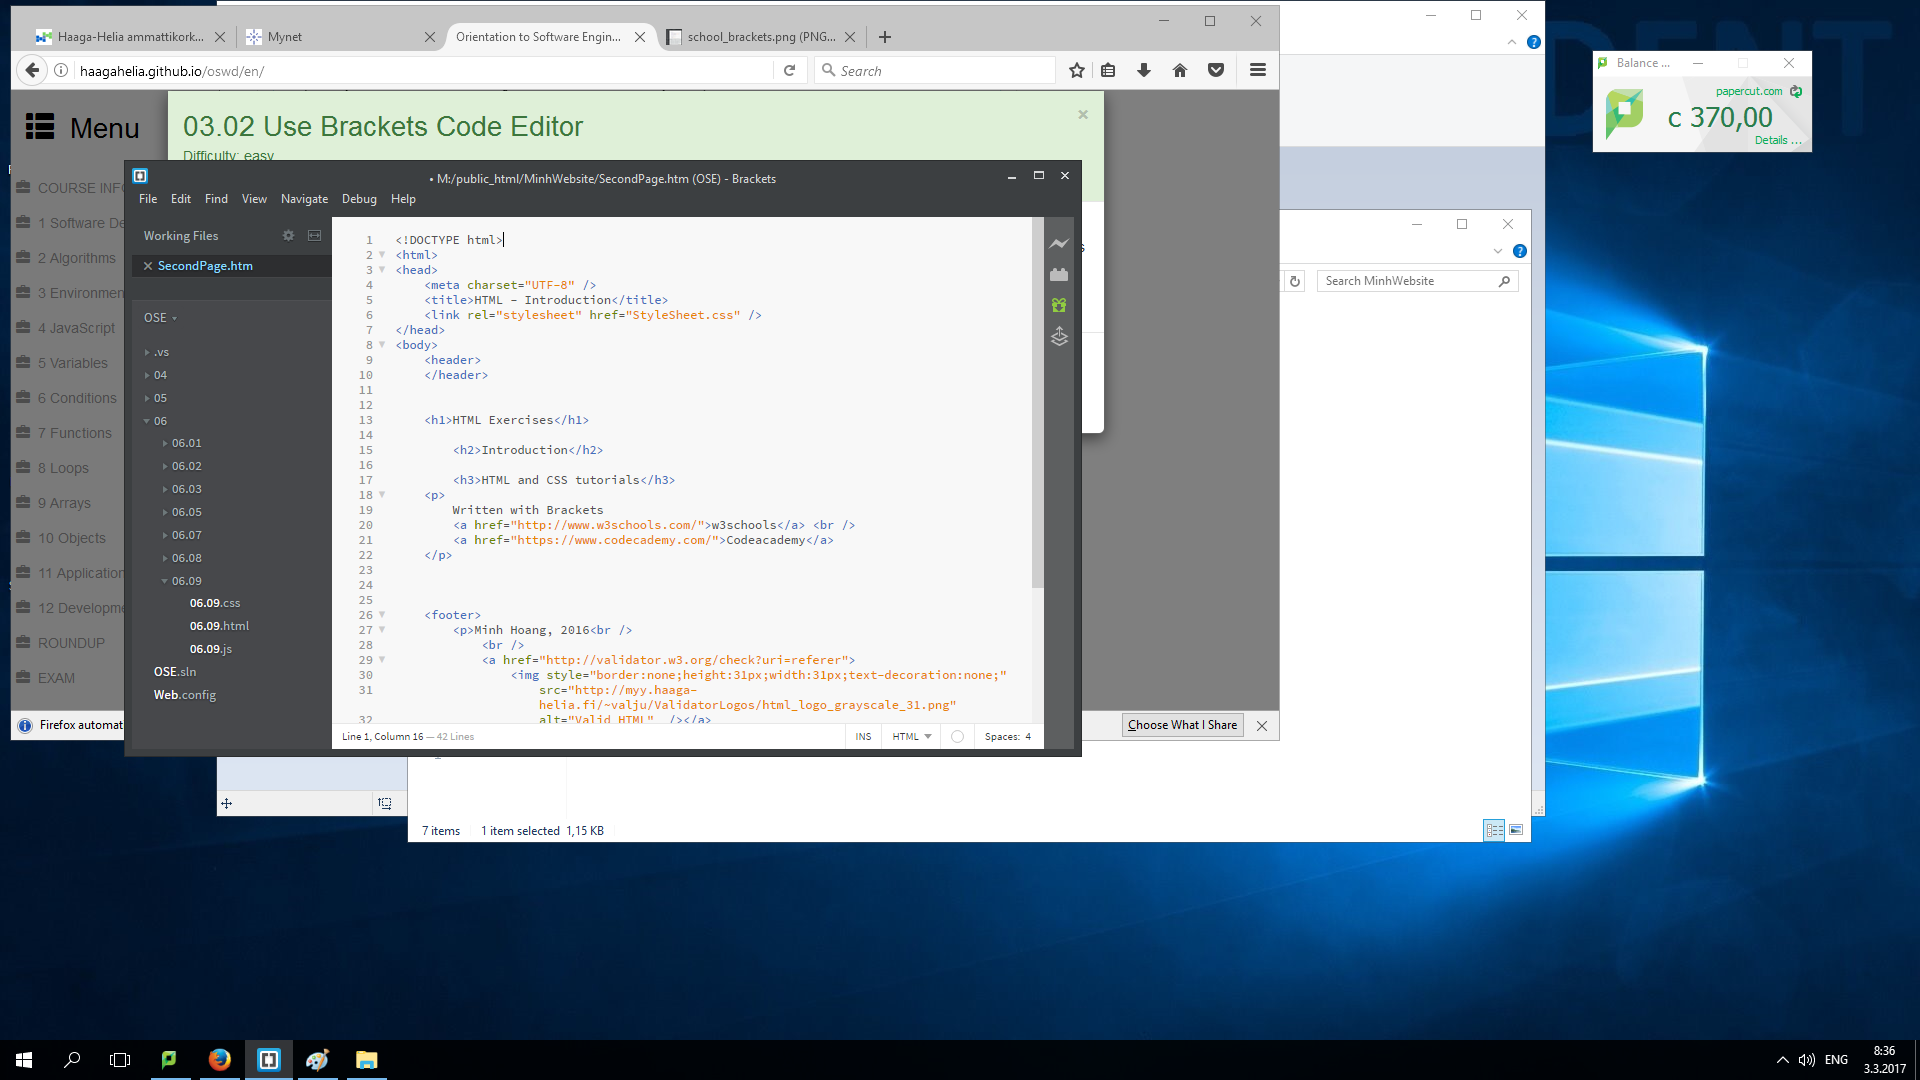 Haaga-Helia ammattikork...
Mynet
Orientation to Software Engin...
school_brackets.png (PNG...
haagahelia.github.io/oswd/en/
Search
Menu
COURSE INF
1 Software De
2 Algorithms
3 Environmen
4 JavaScript
5 Variables
6 Conditions
7 Functions
8 Loops
9 Arrays
10 Objects
11 Application
12 Developme
ROUNDUP
EXAM
Firefox automat
Choose What I Share
03.02 Use Brackets Code Editor
Difficulty: easy
• M:/public_html/MinhWebsite/SecondPage.htm (OSE) - Brackets
File Edit Find View Navigate Debug Help
Working Files
SecondPage.htm
OSE
.vs
04
05
06
06.01
06.02
06.03
06.05
06.07
06.08
06.09
06.09.css
06.09.html
06.09.js
OSE.sln
Web.config
1 <!DOCTYPE html>
2 <html>
3 <head>
4 <meta charset="UTF-8" />
5 <title>HTML - Introduction</title>
6 <link rel="stylesheet" href="StyleSheet.css" />
7 </head>
8 <body>
9 <header>
10 </header>
11
12
13 <h1>HTML Exercises</h1>
14
15 <h2>Introduction</h2>
16
17 <h3>HTML and CSS tutorials</h3>
18 <p>
19 Written with Brackets
20 <a href="http://www.w3schools.com/">w3schools</a> <br />
21 <a href="https://www.codecademy.com/">Codeacademy</a>
22 </p>
23
24
25
26 <footer>
27 <p>Minh Hoang, 2016<br />
28 <br />
29 <a href="http://validator.w3.org/check?uri=referer">
30 <img style="border:none;height:31px;width:31px;text-decoration:none;"
31 src="http://myy.haaga-
helia.fi/~valju/ValidatorLogos/html_logo_grayscale_31.png"
32 alt="Valid HTML" /></a>
Line 1, Column 16 — 42 Lines
INS
HTML
Spaces: 4
Search MinhWebsite
7 items 1 item selected 1,15 KB
Balance ...
papercut.com
c 370,00
Details ...
DENT
ENG
8:36
3.3.2017